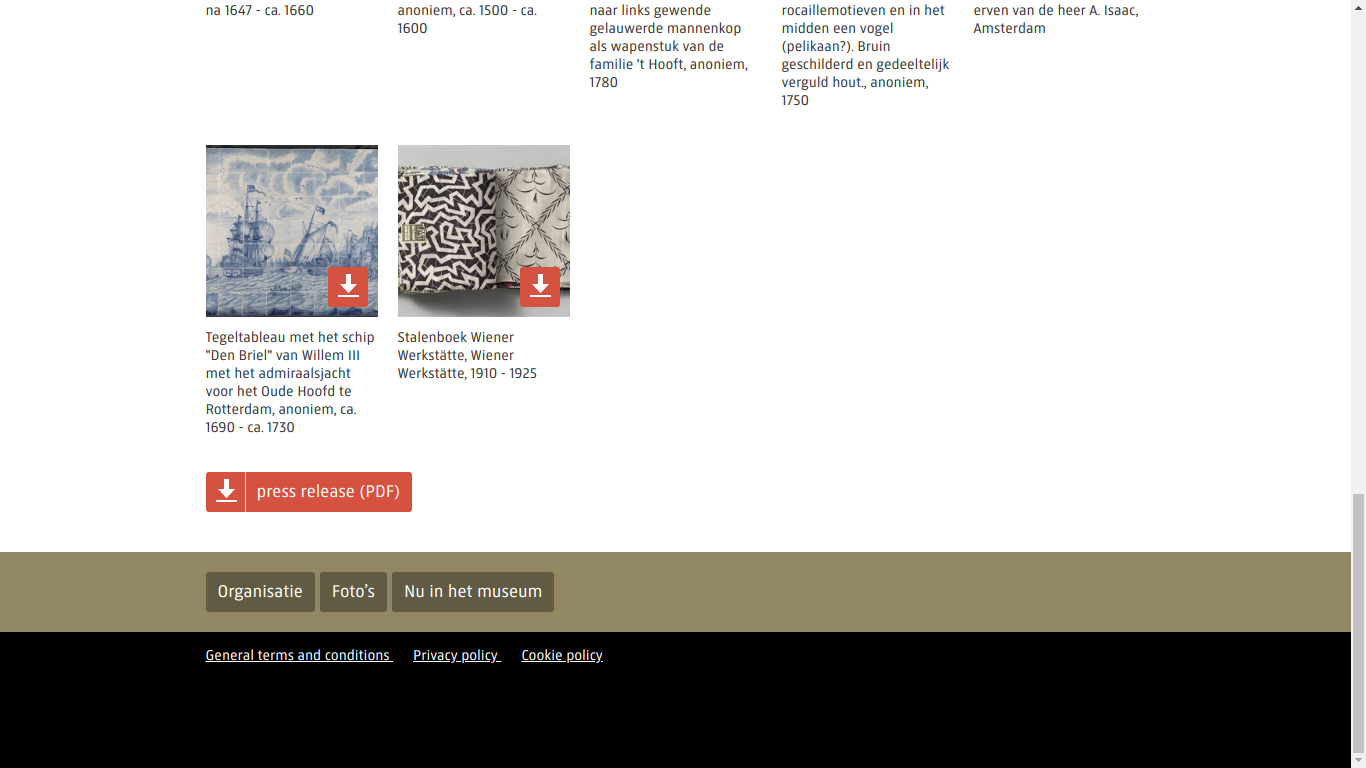 na 1647 - ca. 1660
anoniem, ca. 1500 - ca.
1600
naar links gewende
gelauwerde mannenkop
als wapenstuk van de
familie 't Hooft, anoniem,
1780
rocaillemotieven en in het
midden een vogel
(pelikaan?). Bruin
geschilderd en gedeeltelijk
verguld hout., anoniem,
1750
erven van de heer A. Isaac,
Amsterdam
Tegeltableau met het schip
"Den Briel" van Willem III
met het admiraalsjacht
voor het Oude Hoofd te
Rotterdam, anoniem, ca.
1690 - ca. 1730
Stalenboek Wiener
Werkstätte, Wiener
Werkstätte, 1910 - 1925
press release (PDF)
Organisatie
Foto’s
Nu in het museum
General terms and conditions
Privacy policy
Cookie policy